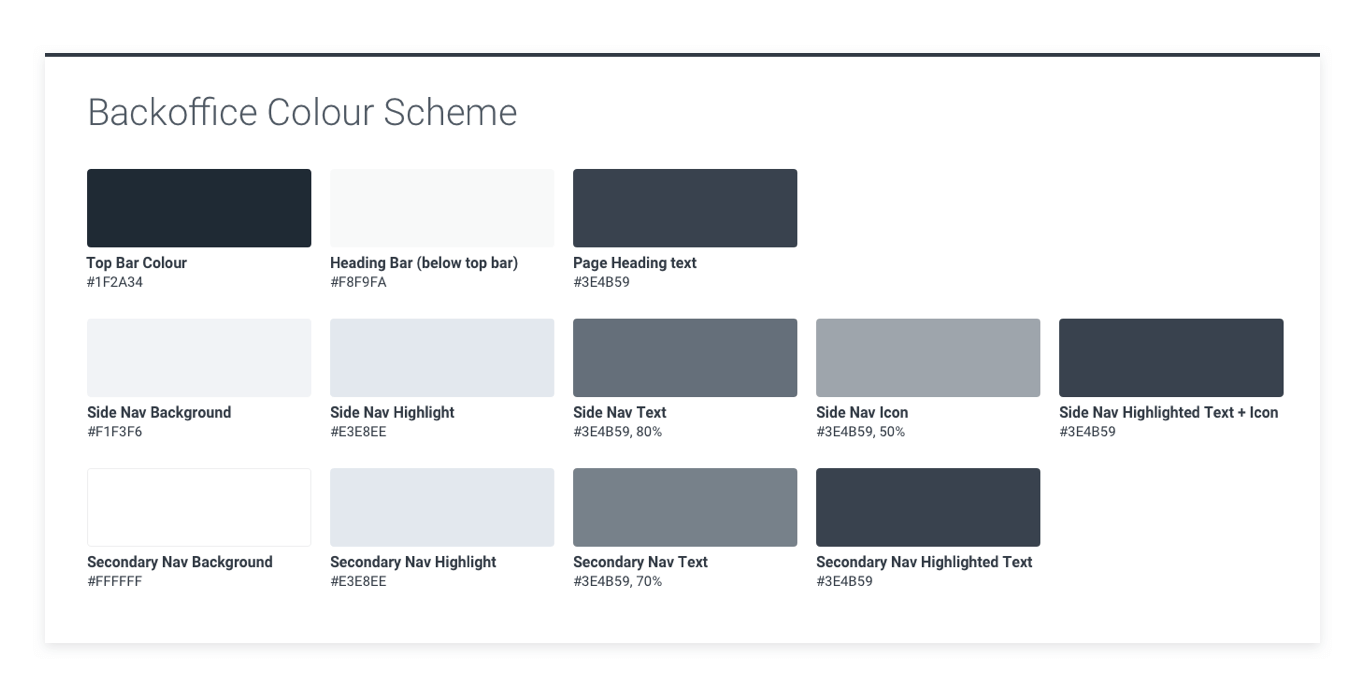 Backoffice Colour Scheme
Top Bar Colour
#1F2A34
Heading Bar (below top bar)
#F8F9FA
Page Heading text
#3E4B59
Side Nav Background
#F1F3F6
Side Nav Highlight
#E3E8EE
Side Nav Text
#3E4B59, 80%
Side Nav Icon
#3E4B59, 50%
Side Nav Highlighted Text + Icon
#3E4B59
Secondary Nav Background
#FFFFFF
Secondary Nav Highlight
#E3E8EE
Secondary Nav Text
#3E4B59, 70%
Secondary Nav Highlighted Text
#3E4B59